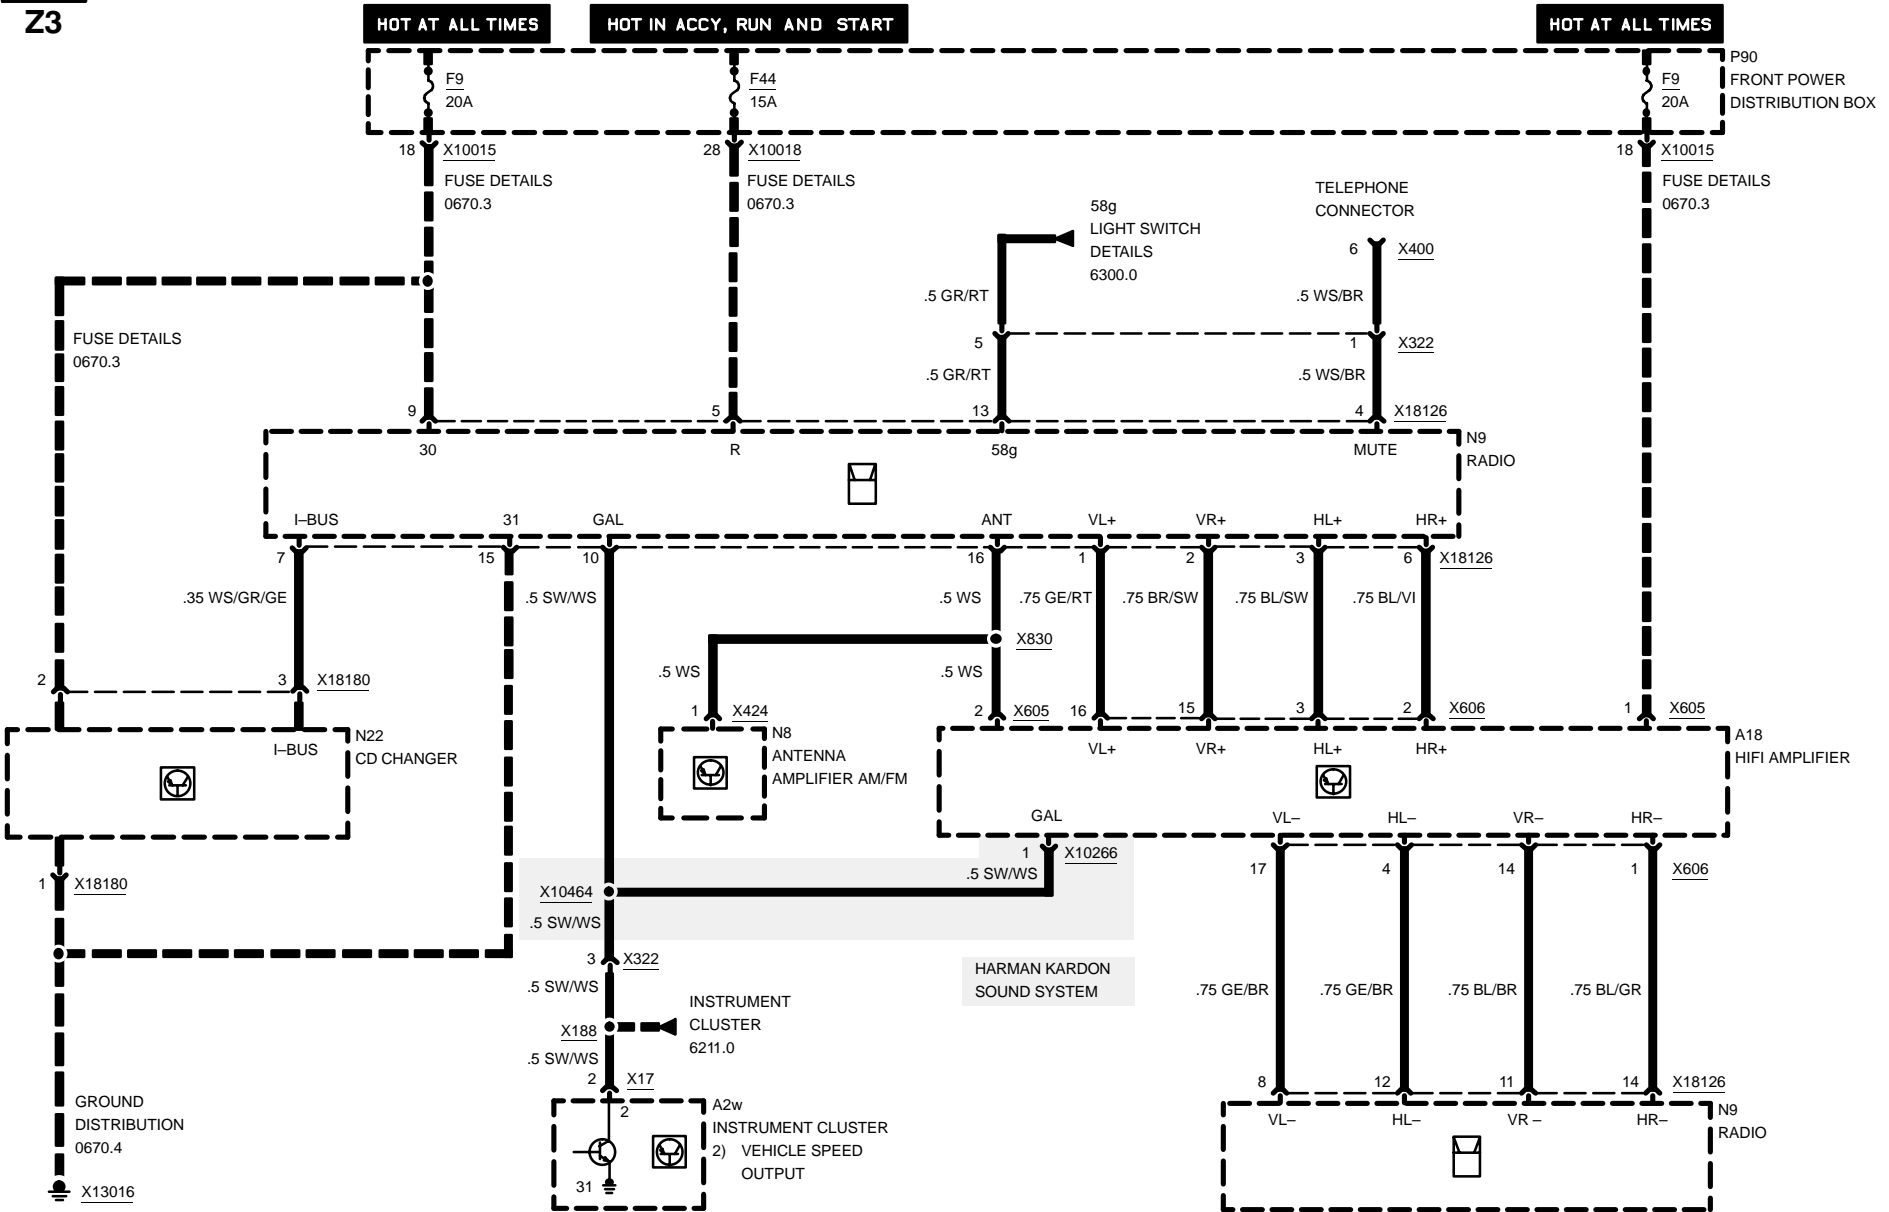 Z3
HOT AT ALL TIMES
HOT IN ACCY, RUN AND START
HOT AT ALL TIMES
F9
20A
F44
15A
F9
20A
P90
FRONT POWER
DISTRIBUTION BOX
18 X10015
28 X10018
18 X10015
FUSE DETAILS
0670.3
FUSE DETAILS
0670.3
FUSE DETAILS
0670.3
58g
LIGHT SWITCH
DETAILS
6300.0
TELEPHONE
CONNECTOR
6 X400
.5 GR/RT
.5 WS/BR
FUSE DETAILS
0670.3
5
1 X322
.5 GR/RT
.5 WS/BR
9
5
13
4 X18126
30
R
58g
MUTE
N9
RADIO
I–BUS
31
GAL
ANT
VL+
VR+
HL+
HR+
7
15
10
16
1
2
3
6 X18126
.35 WS/GR/GE
.5 SW/WS
.5 WS
.75 GE/RT
.75 BR/SW
.75 BL/SW
.75 BL/VI
X830
.5 WS
.5 WS
2
3 X18180
1 X424
2 X605
16
15
3
2 X606
1 X605
I–BUS
N22
CD CHANGER
N8
ANTENNA
AMPLIFIER AM/FM
VL+
VR+
HL+
HR+
A18
HIFI AMPLIFIER
GAL
VL–
HL–
VR–
HR–
1 X10266
.5 SW/WS
17
4
14
1 X606
1 X18180
X10464
.5 SW/WS
3 X322
.5 SW/WS
HARMAN KARDON
SOUND SYSTEM
.75 GE/BR
.75 GE/BR
.75 BL/BR
.75 BL/GR
INSTRUMENT
CLUSTER
6211.0
X188
.5 SW/WS
2 X17
8
12
11
14 X18126
GROUND
DISTRIBUTION
0670.4
X13016
2
31
A2w
INSTRUMENT CLUSTER
2) VEHICLE SPEED
OUTPUT
VL–
HL–
VR –
HR–
N9
RADIO